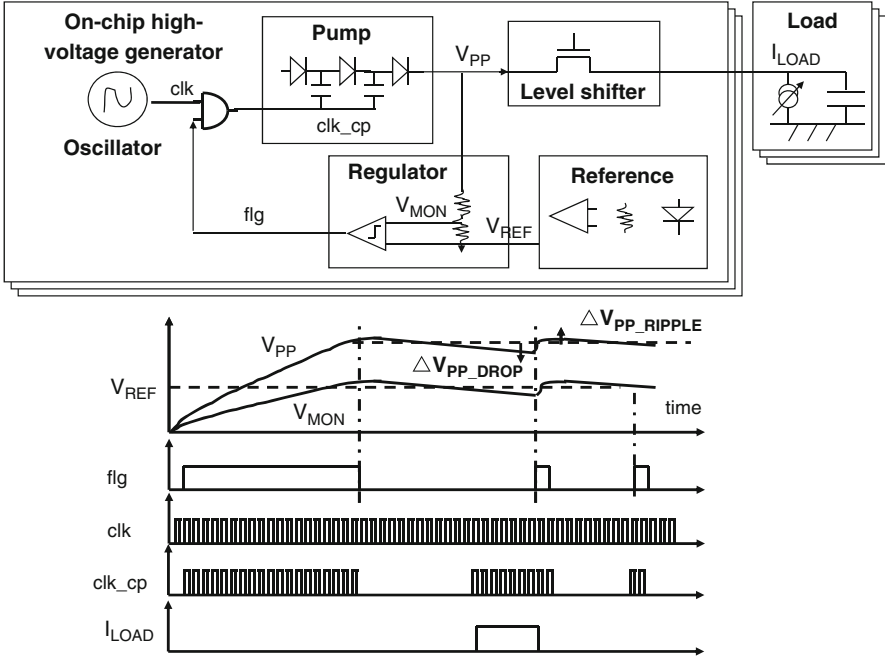 On-chip high-
voltage generator
clk
Oscillator
Pump
clk_cp
V_PP
Level shifter
Load
I_LOAD
Regulator
V_MON
flg
Reference
V_REF
V_PP
△V_PP_RIPPLE
△V_PP_DROP
V_REF
V_MON
time
flg
clk
clk_cp
I_LOAD